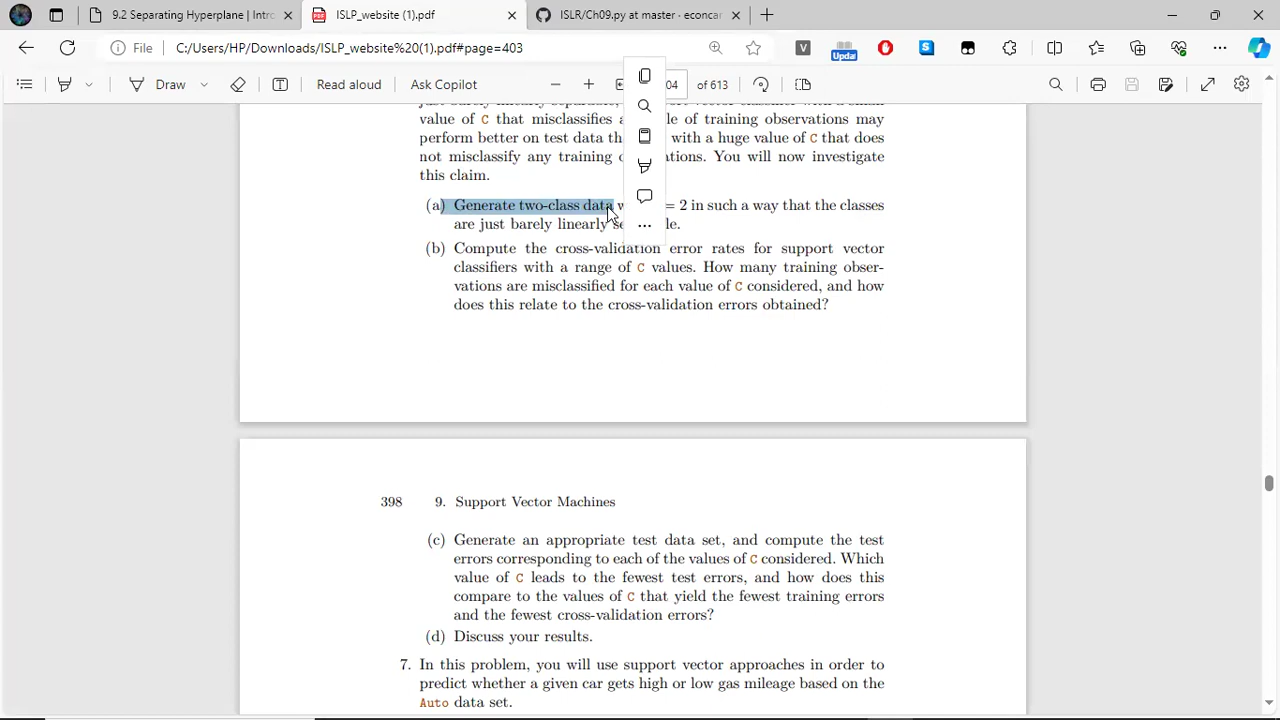 9.2 Separating Hyperplane | Intro
ISLP_website (1).pdf
ISLR/Ch09.py at master · econcar
File
C:/Users/HP/Downloads/ISLP_website%20(1).pdf#page=403
V
Updat
S
Draw
Read aloud
Ask Copilot
04 of 613
value of C that misclassifies a le of training observations may
perform better on test data th with a huge value of C that does
not misclassify any training ations. You will now investigate
this claim.
(a) Generate two-class data = 2 in such a way that the classes
are just barely linearly se le.
(b) Compute the cross-validation error rates for support vector
classifiers with a range of C values. How many training obser-
vations are misclassified for each value of C considered, and how
does this relate to the cross-validation errors obtained?
398 9. Support Vector Machines
(c) Generate an appropriate test data set, and compute the test
errors corresponding to each of the values of C considered. Which
value of C leads to the fewest test errors, and how does this
compare to the values of C that yield the fewest training errors
and the fewest cross-validation errors?
(d) Discuss your results.
7. In this problem, you will use support vector approaches in order to
predict whether a given car gets high or low gas mileage based on the
Auto data set.